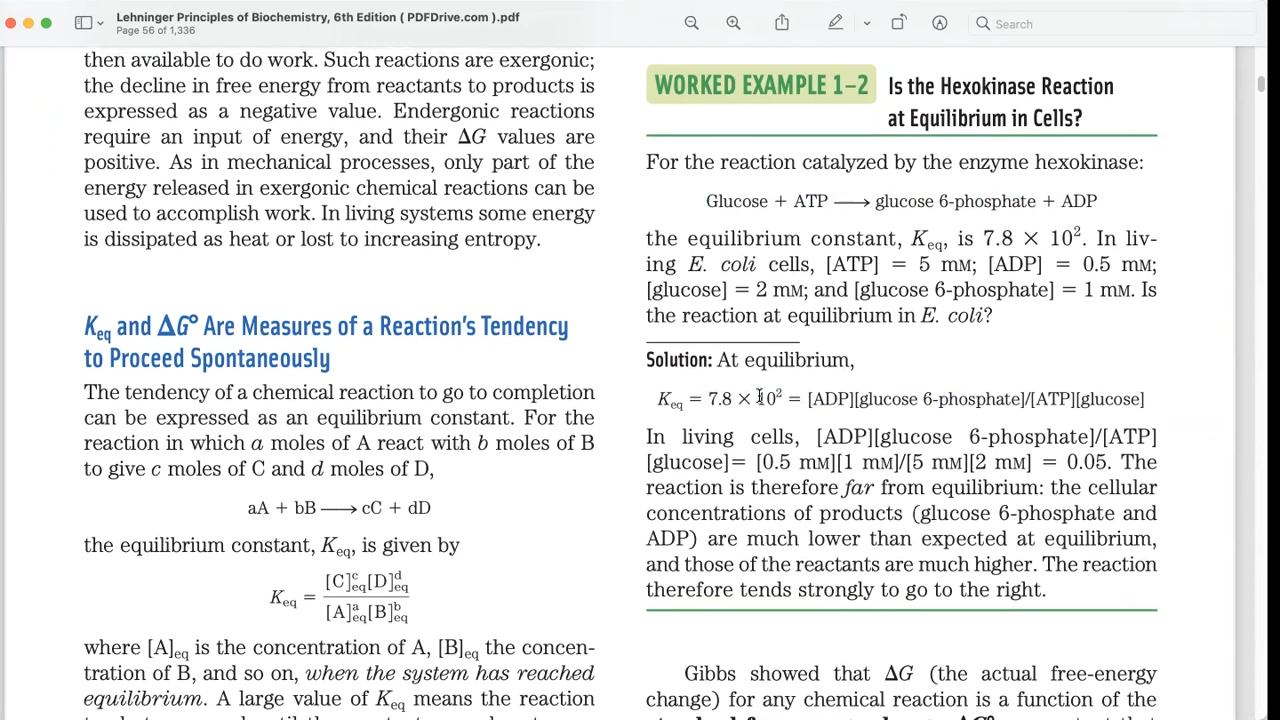 Lehninger Principles of Biochemistry, 6th Edition ( PDFDrive.com ).pdf
Page 56 of 1,336
Search
then available to do work. Such reactions are exergonic;
the decline in free energy from reactants to products is
expressed as a negative value. Endergonic reactions
require an input of energy, and their ΔG values are
positive. As in mechanical processes, only part of the
energy released in exergonic chemical reactions can be
used to accomplish work. In living systems some energy
is dissipated as heat or lost to increasing entropy.
Keq and ΔG° Are Measures of a Reaction's Tendency
to Proceed Spontaneously
The tendency of a chemical reaction to go to completion
can be expressed as an equilibrium constant. For the
reaction in which a moles of A react with b moles of B
to give c moles of C and d moles of D,
aA + bB ⟶ cC + dD
the equilibrium constant, Keq, is given by
Keq = [C]ᶜeq[D]ᵈeq
[A]ᵃeq[B]ᵇeq
where [A]eq is the concentration of A, [B]eq the concen-
tration of B, and so on, when the system has reached
equilibrium. A large value of Keq means the reaction
WORKED EXAMPLE 1–2 Is the Hexokinase Reaction
at Equilibrium in Cells?
For the reaction catalyzed by the enzyme hexokinase:
Glucose + ATP ⟶ glucose 6-phosphate + ADP
the equilibrium constant, Keq, is 7.8 × 10². In liv-
ing E. coli cells, [ATP] = 5 mM; [ADP] = 0.5 mM;
[glucose] = 2 mM; and [glucose 6-phosphate] = 1 mM. Is
the reaction at equilibrium in E. coli?
Solution: At equilibrium,
Keq = 7.8 × 10² = [ADP][glucose 6-phosphate]/[ATP][glucose]
In living cells, [ADP][glucose 6-phosphate]/[ATP]
[glucose]= [0.5 mM][1 mM]/[5 mM][2 mM] = 0.05. The
reaction is therefore far from equilibrium: the cellular
concentrations of products (glucose 6-phosphate and
ADP) are much lower than expected at equilibrium,
and those of the reactants are much higher. The reaction
therefore tends strongly to go to the right.
Gibbs showed that ΔG (the actual free-energy
change) for any chemical reaction is a function of the